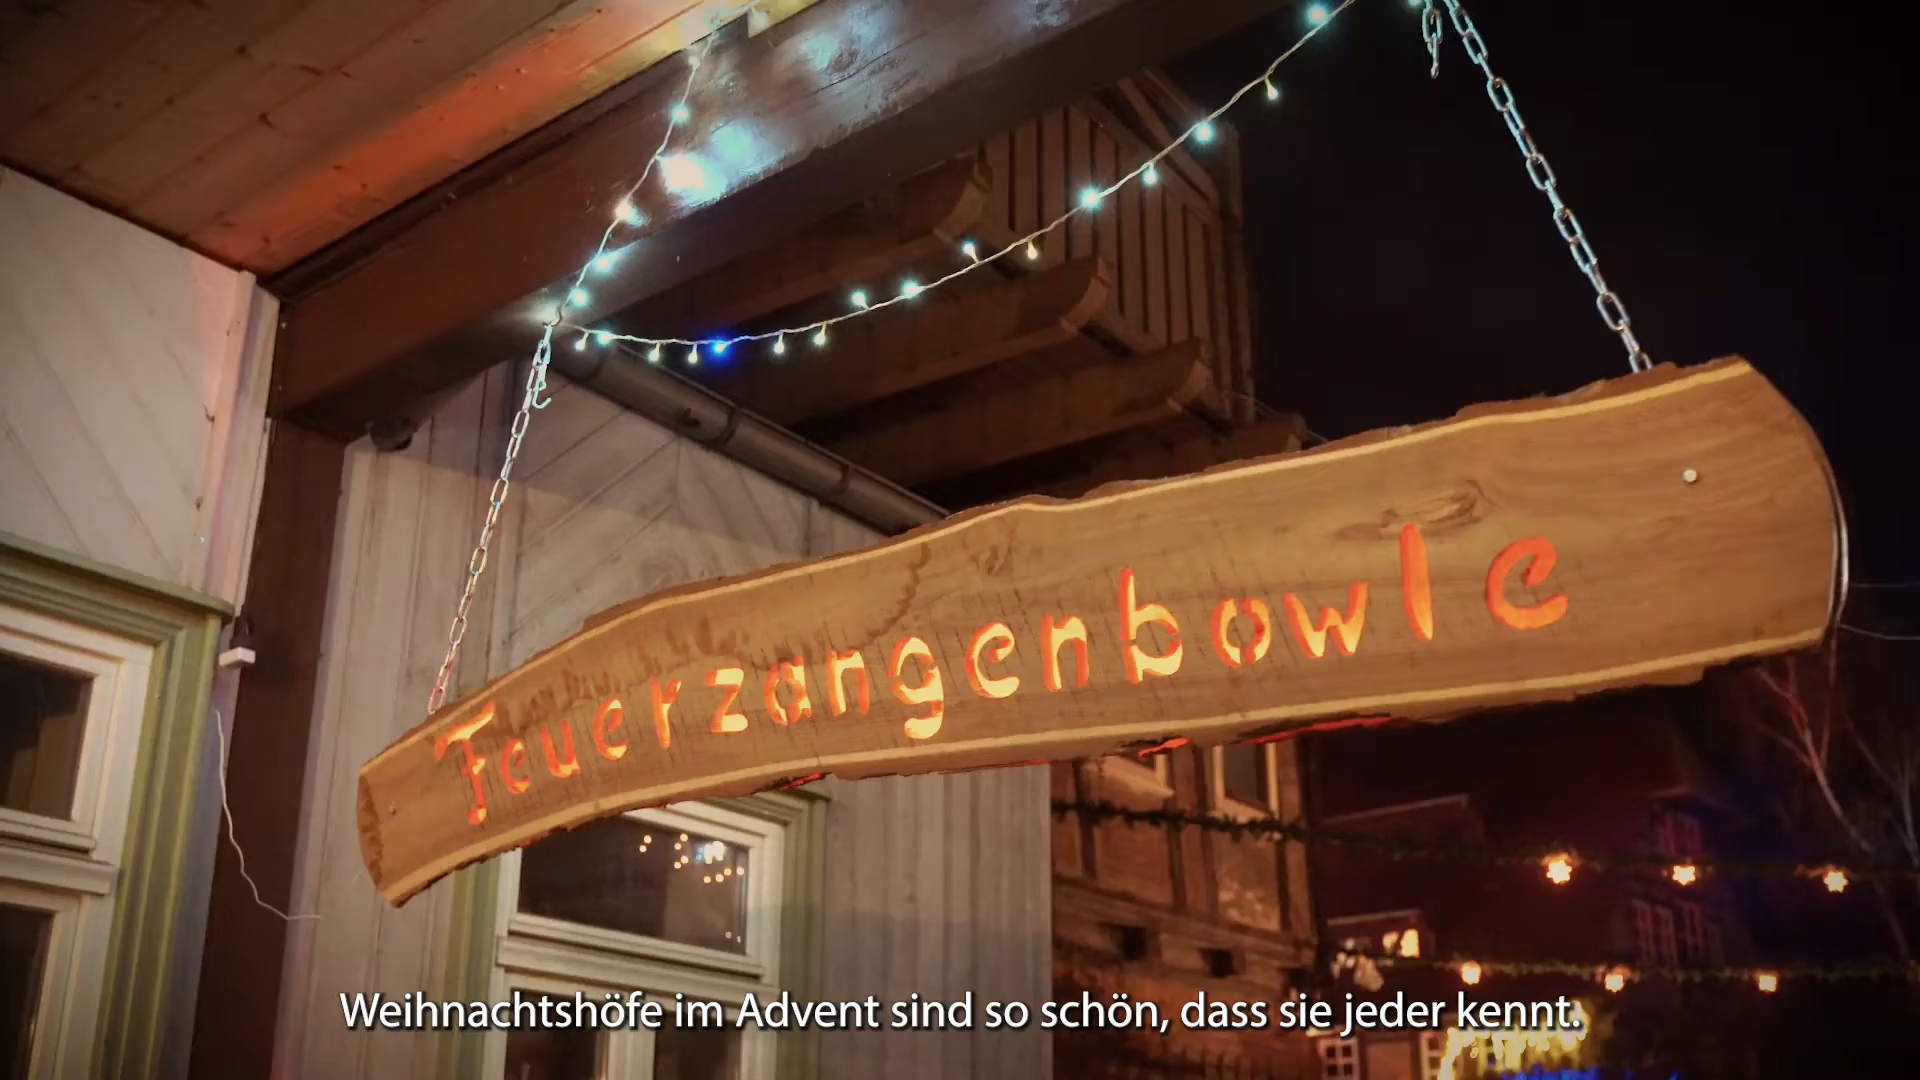 Feuerzangenbowle
Weihnachtshöfe im Advent sind so schön, dass sie jeder kennt.